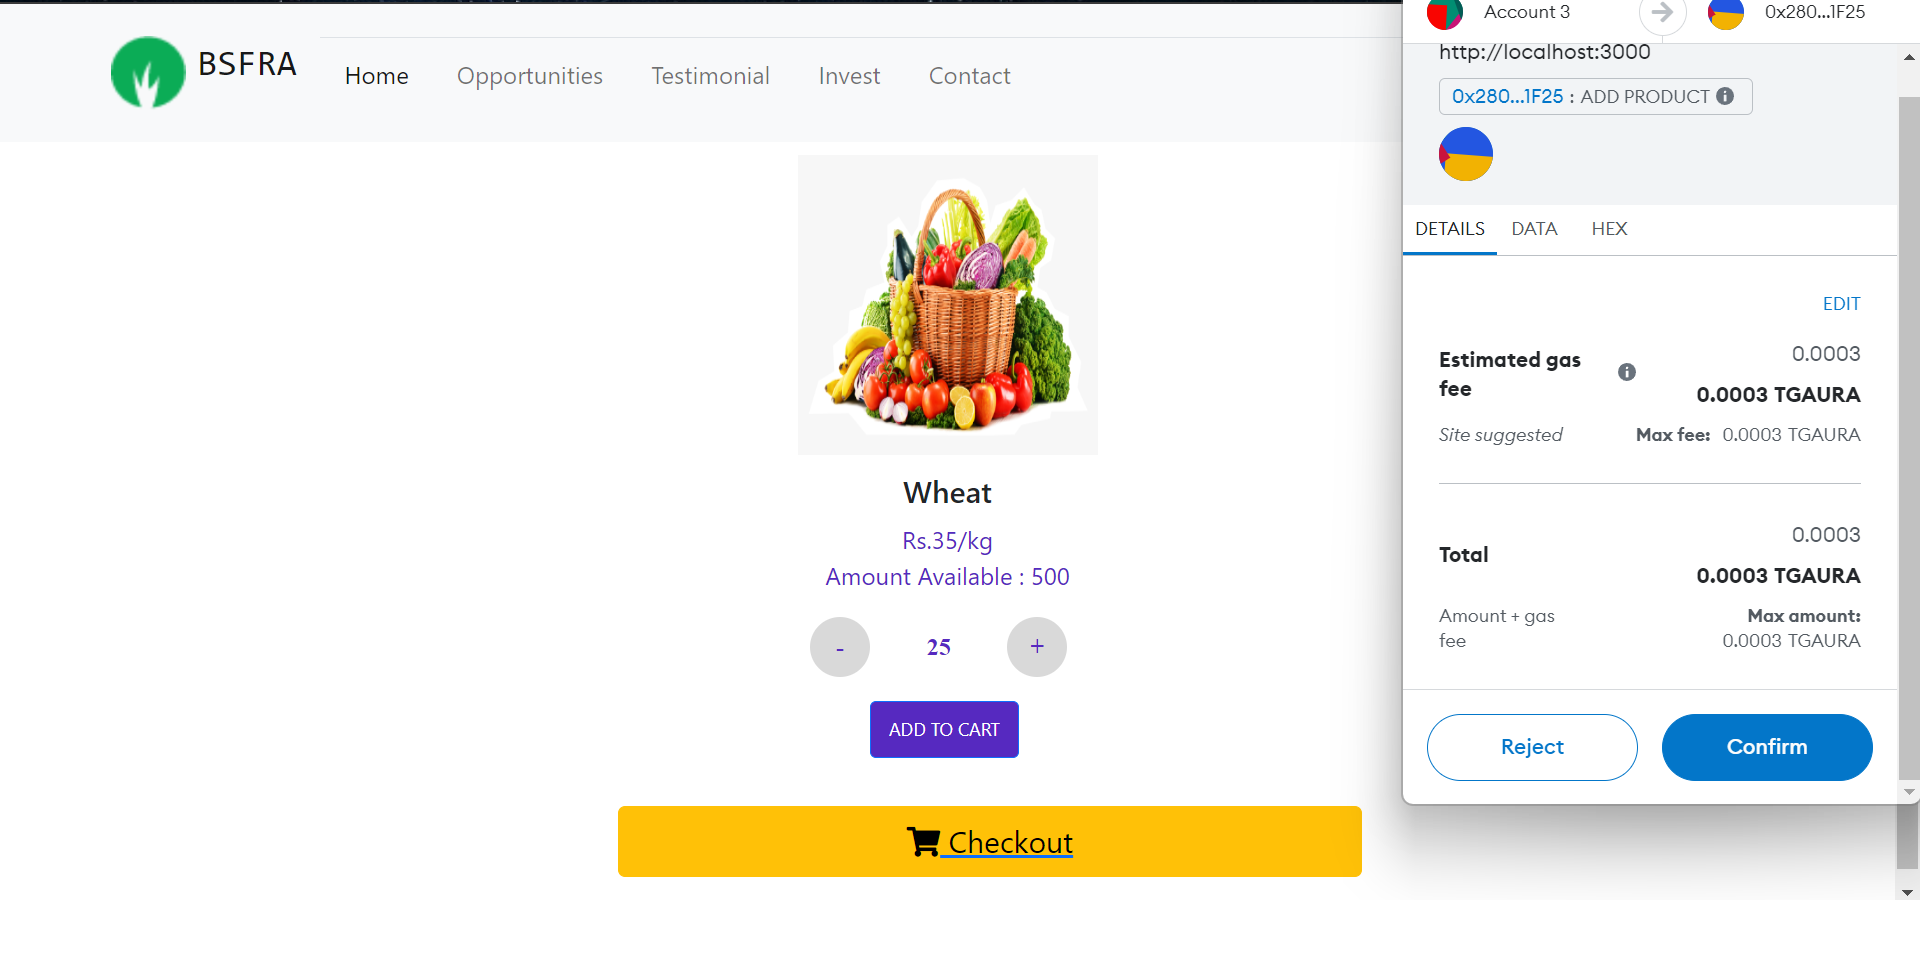 BSFRA
Home Opportunities Testimonial Invest Contact
Wheat
Rs.35/kg
Amount Available : 500
- 25 +
ADD TO CART
Checkout
Account 3 0x280...1F25
http://localhost:3000
0x280...1F25 : ADD PRODUCT
DETAILS DATA HEX
EDIT
Estimated gas
fee
0.0003
0.0003 TGAURA
Site suggested Max fee: 0.0003 TGAURA
Total
0.0003
0.0003 TGAURA
Amount + gas
fee
Max amount:
0.0003 TGAURA
Reject Confirm